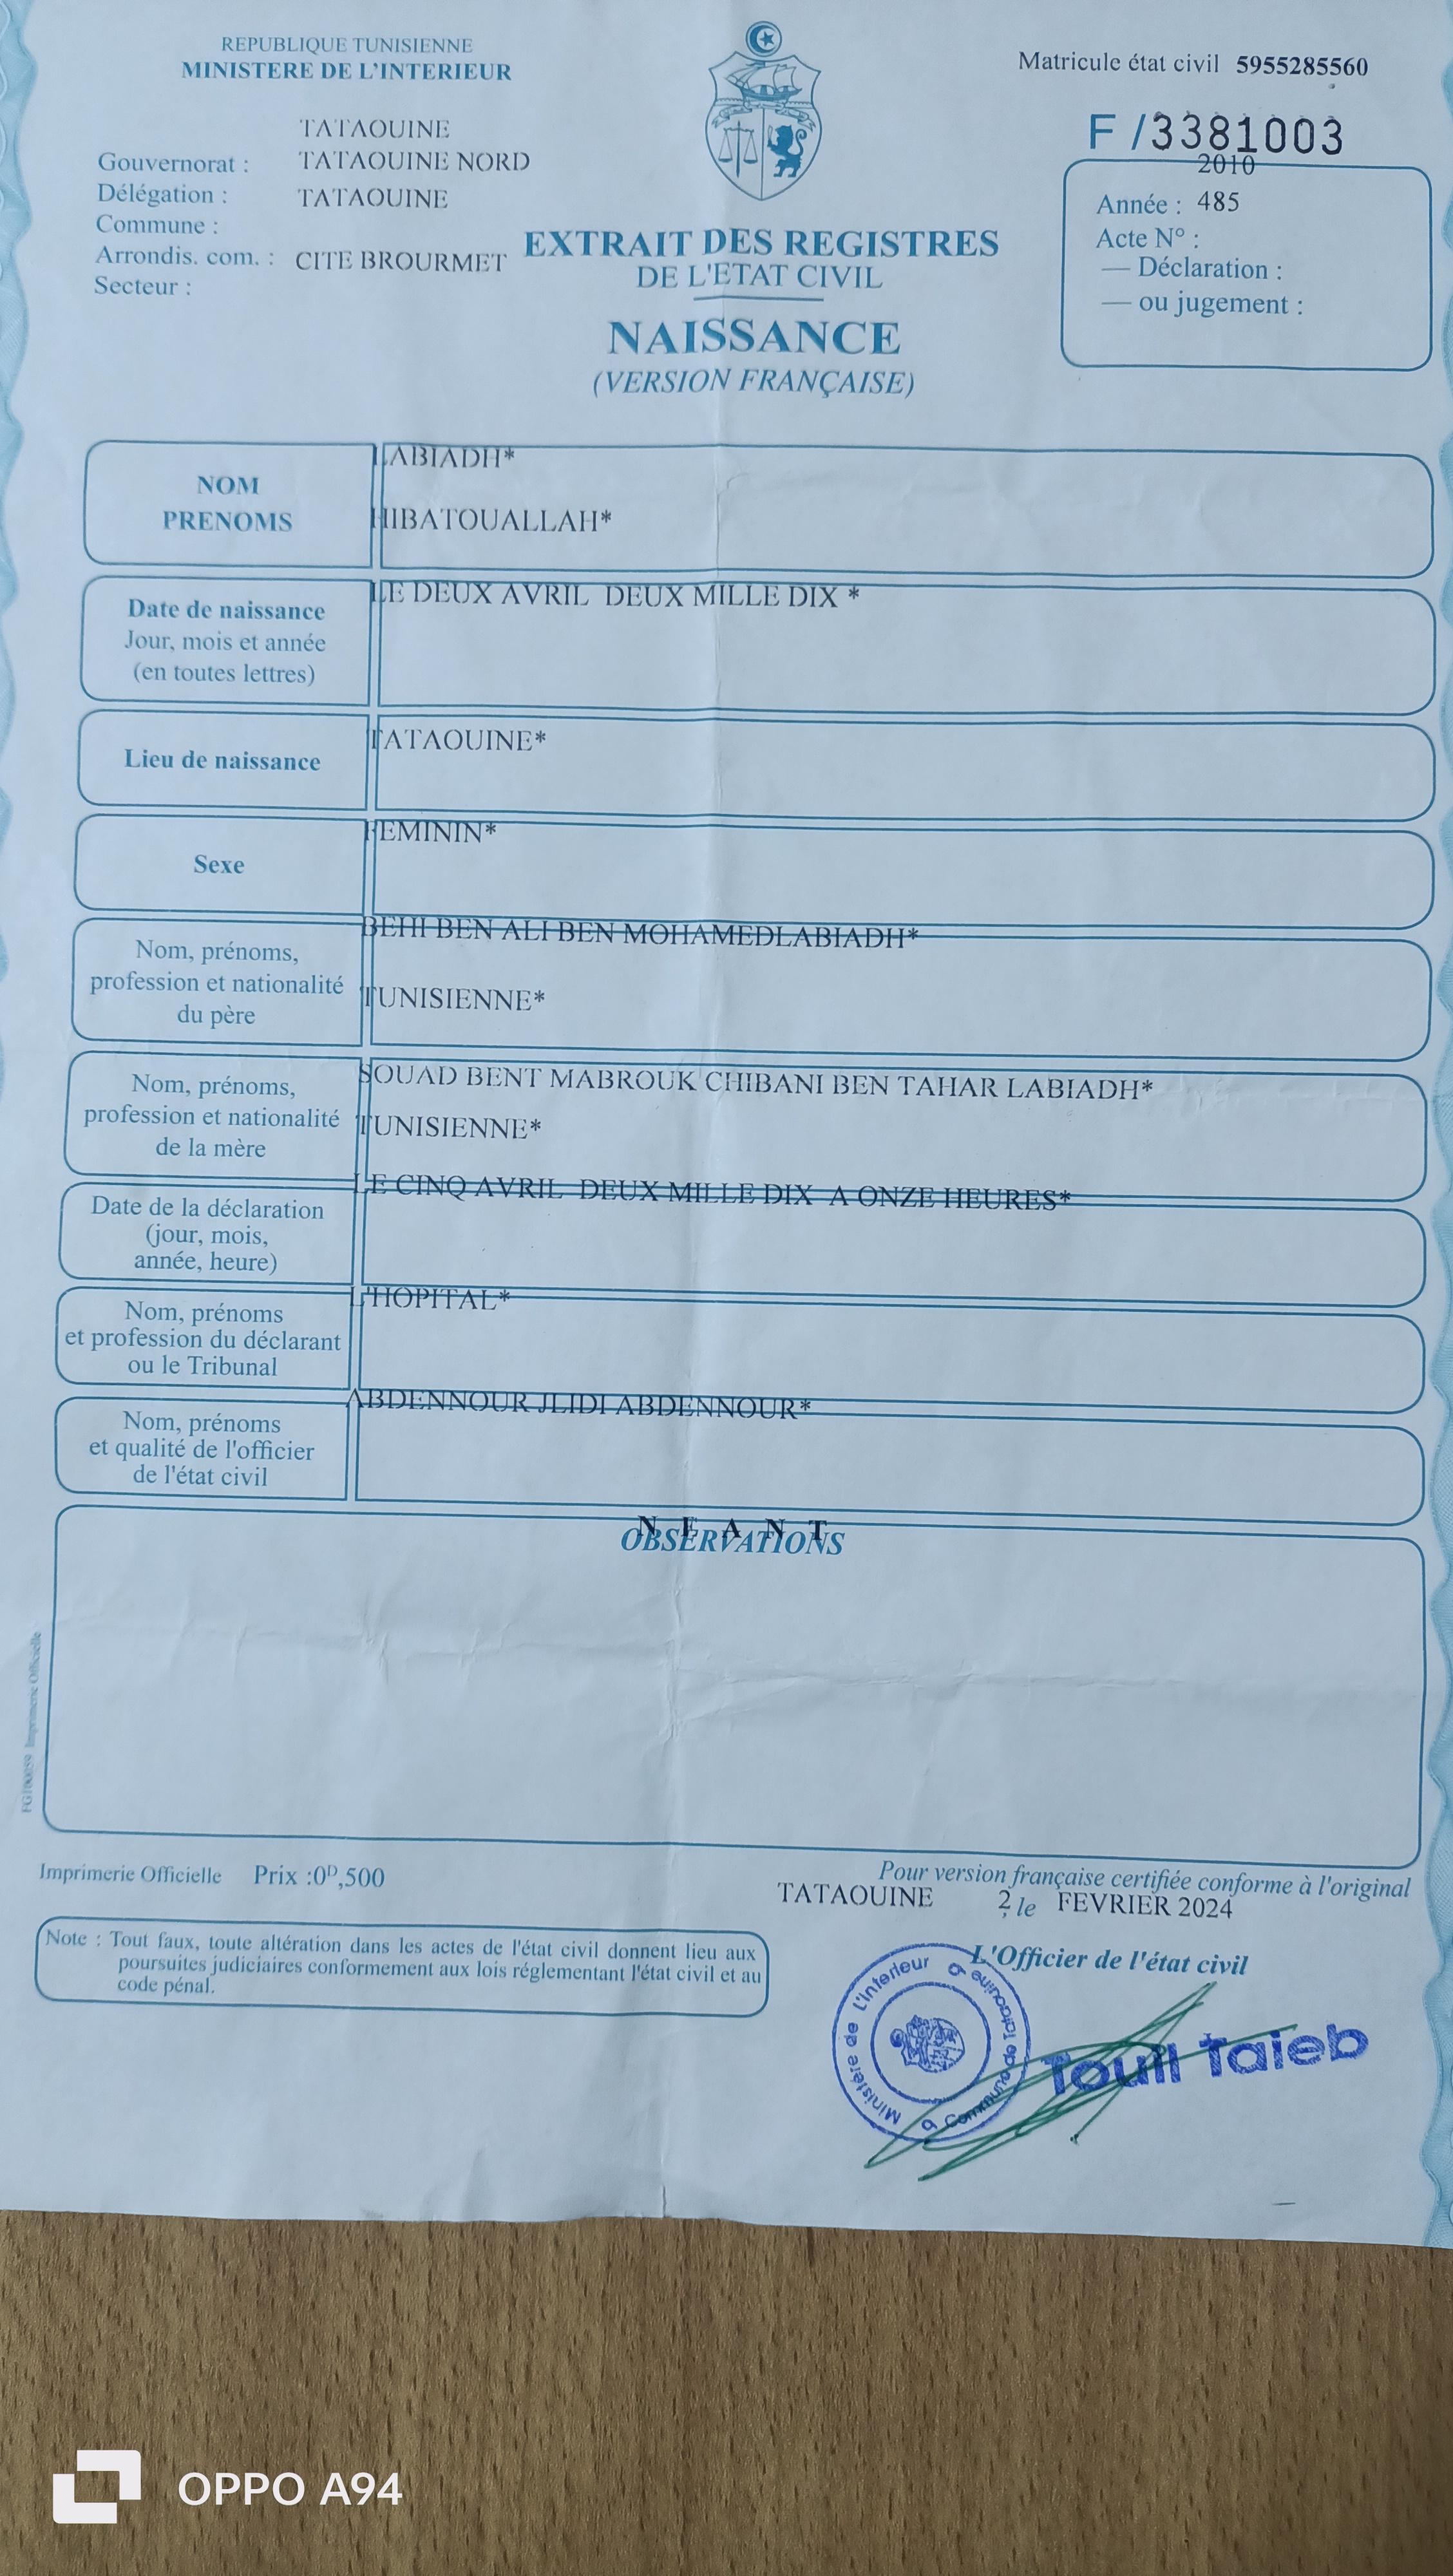 REPUBLIQUE TUNISIENNE
MINISTERE DE L'INTERIEUR
Matricule état civil 5955285560
F /3381003
TATAOUINE
Gouvernorat : TATAOUINE NORD
Délégation : TATAOUINE
Commune :
Arrondis. com. : CITE BROURMET
Secteur :
EXTRAIT DES REGISTRES
DE L'ETAT CIVIL
NAISSANCE
(VERSION FRANÇAISE)
2010
Année : 485
Acte N° :
— Déclaration :
— ou jugement :
NOM
PRENOMS
LABIADH*
HIBATOUALLAH*
Date de naissance
Jour, mois et année
(en toutes lettres)
LE DEUX AVRIL DEUX MILLE DIX *
Lieu de naissance
TATAOUINE*
Sexe
FEMININ*
Nom, prénoms,
profession et nationalité
du père
BEHI BEN ALI BEN MOHAMEDLABIADH*
TUNISIENNE*
Nom, prénoms,
profession et nationalité
de la mère
SOUAD BENT MABROUK CHIBANI BEN TAHAR LABIADH*
TUNISIENNE*
Date de la déclaration
(jour, mois,
année, heure)
LE CINQ AVRIL DEUX MILLE DIX A ONZE HEURES*
Nom, prénoms
et profession du déclarant
ou le Tribunal
L'HOPITAL*
Nom, prénoms
et qualité de l'officier
de l'état civil
ABDENNOUR JLIDI ABDENNOUR*
N E A N T
OBSERVATIONS
Imprimerie Officielle
Imprimerie Officielle Prix :0D,500
Pour version française certifiée conforme à l'original
TATAOUINE 2, le FEVRIER 2024
Note : Tout faux, toute altération dans les actes de l'état civil donnent lieu aux
poursuites judiciaires conformement aux lois réglementant l'état civil et au
code pénal.
L'Officier de l'état civil
Ministère de L'Interieur
Commune de Tataouine
Touil Taieb
OPPO A94